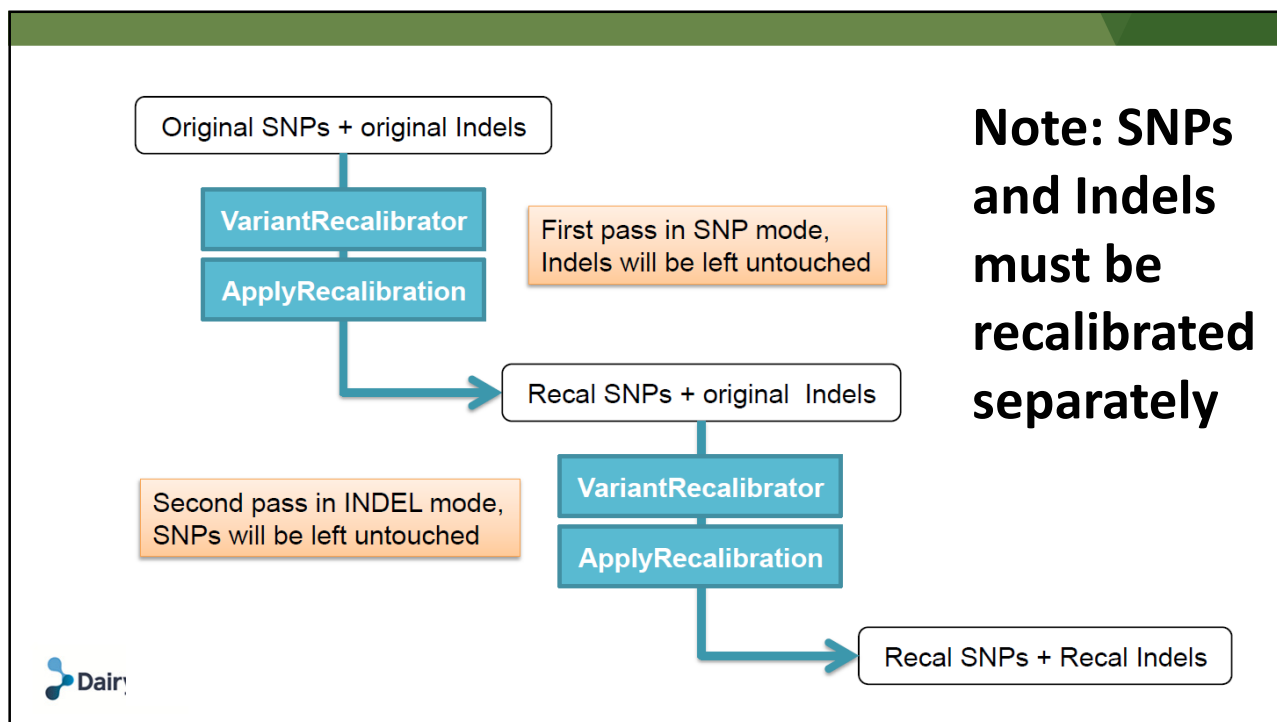 Original SNPs + original Indels
VariantRecalibrator
ApplyRecalibration
First pass in SNP mode,
Indels will be left untouched
Note: SNPs
and Indels
must be
recalibrated
separately
Recal SNPs + original  Indels
Second pass in INDEL mode,
SNPs will be left untouched
VariantRecalibrator
ApplyRecalibration
Recal SNPs + Recal Indels
Dairy